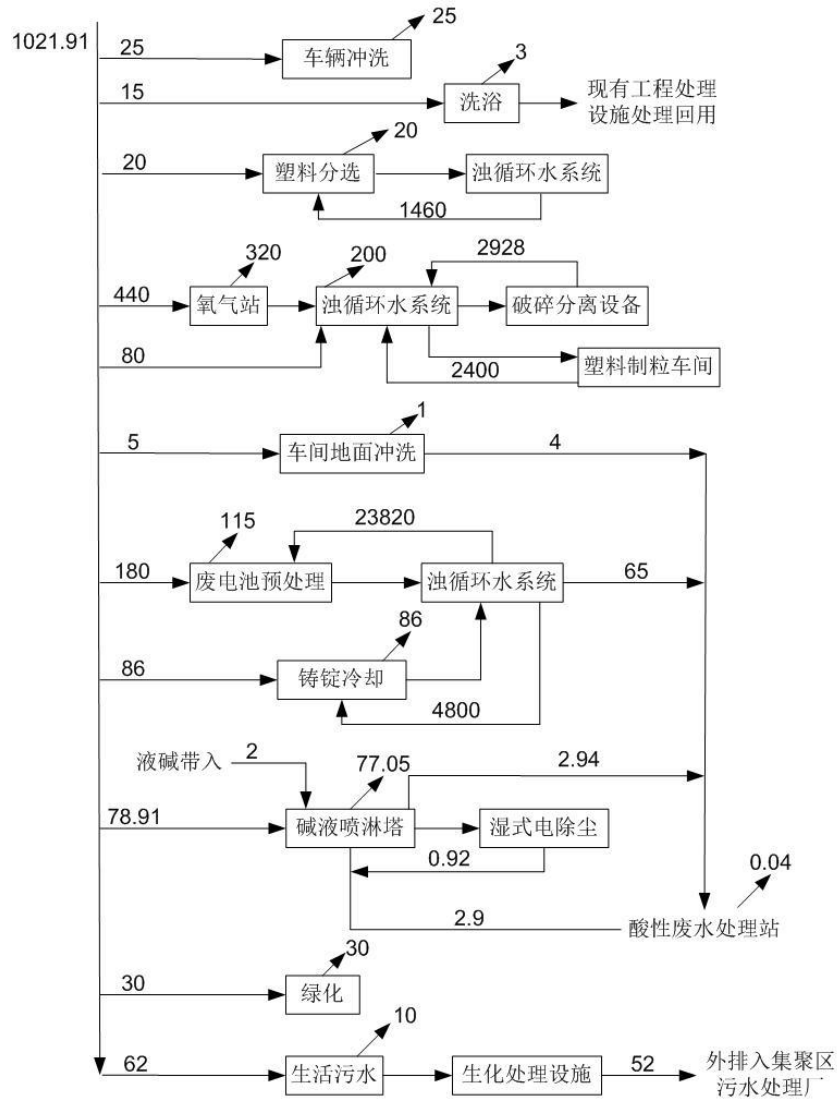 1021.91
25
车辆冲洗
25
15
洗浴
3
现有工程处理
设施处理回用
20
塑料分选
20
浊循环水系统
1460
440
氧气站
320
浊循环水系统
200
2928
破碎分离设备
80
2400
塑料制粒车间
5
车间地面冲洗
1
4
180
废电池预处理
115
23820
浊循环水系统
65
86
铸锭冷却
86
4800
液碱带入
2
77.05
2.94
78.91
碱液喷淋塔
湿式电除尘
0.92
0.04
2.9
酸性废水处理站
30
绿化
30
62
生活污水
10
生化处理设施
52
外排入集聚区
污水处理厂